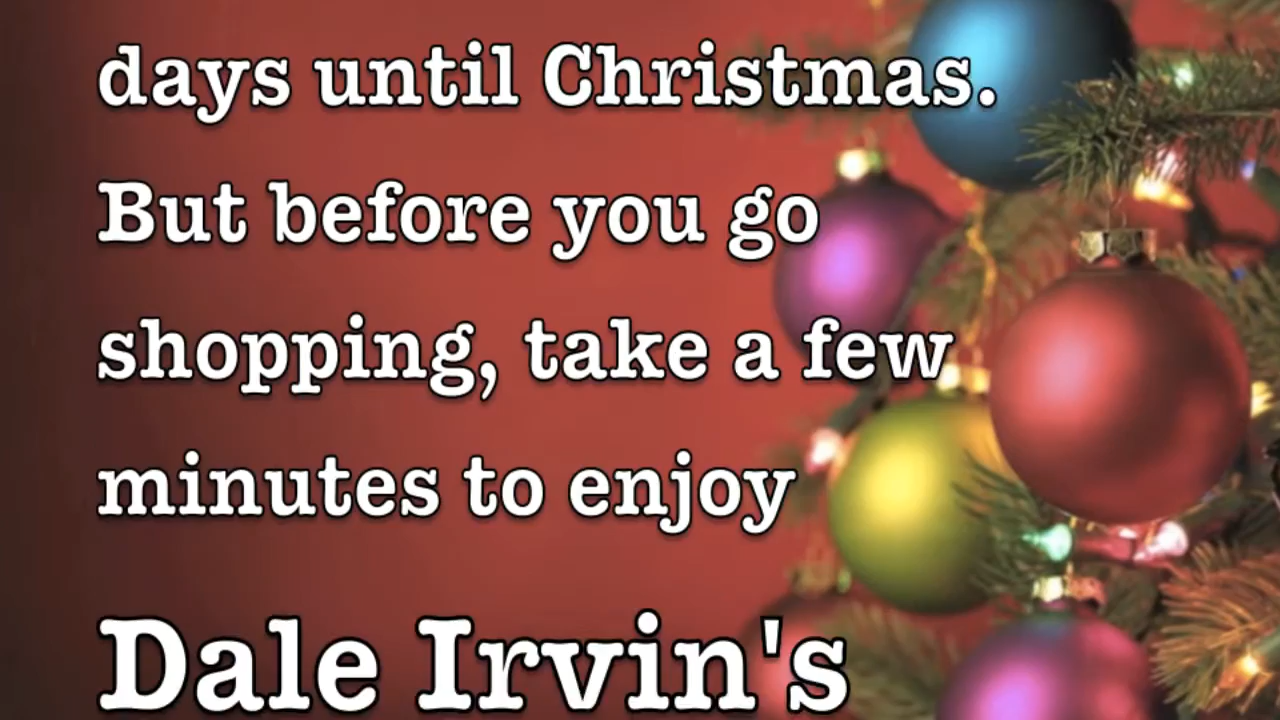 days until Christmas.
But before you go
shopping, take a few
minutes to enjoy
Dale Irvin's